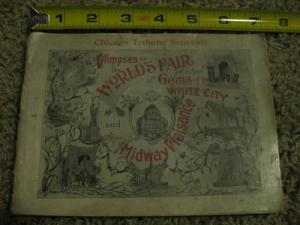 1 2 3 4 5 6 7 8
Chicago Tribune Souvenir
Glimpses of
the
WORLD'S FAIR
Gems of the
WHITE CITY
and
Midway Plaisance